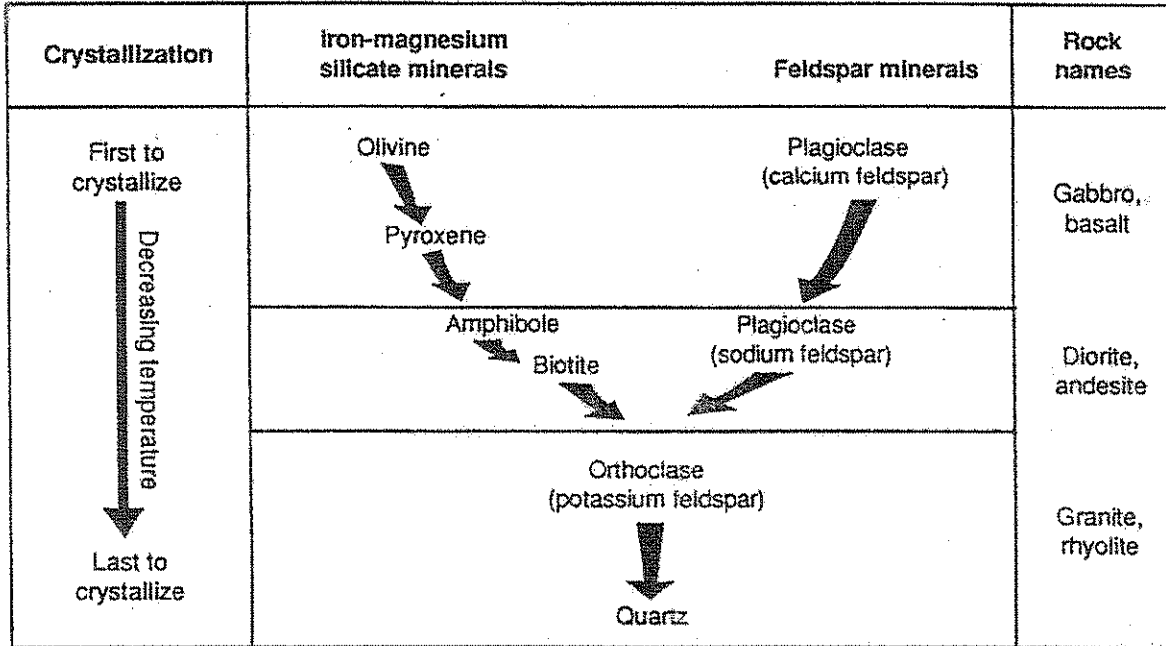 Crystallization
Iron-magnesium
silicate minerals
Feldspar minerals
Rock
names
First to
crystallize
Decreasing temperature
Last to
crystallize
Olivine
Pyroxene
Plagioclase
(calcium feldspar)
Gabbro,
basalt
Amphibole
Biotite
Plagioclase
(sodium feldspar)
Diorite,
andesite
Orthoclase
(potassium feldspar)
Quartz
Granite,
rhyolite